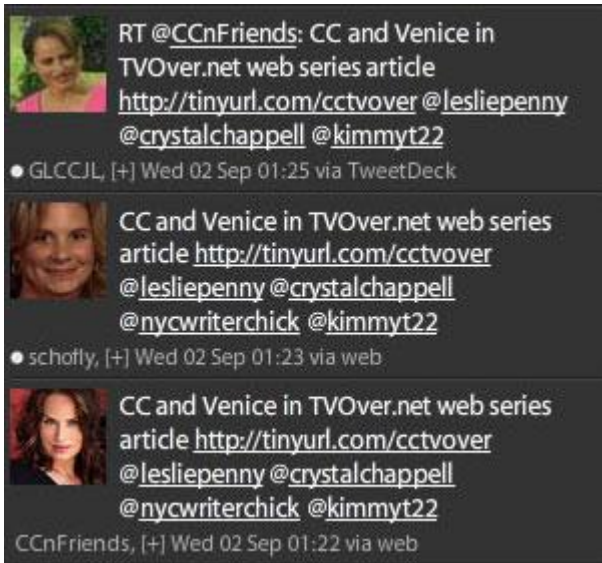 RT @CCnFriends: CC and Venice in
TVOver.net web series article
http://tinyurl.com/cctvover @lesliepenny
@crystalchappell @kimmyt22
GLCCJL, [+] Wed 02 Sep 01:25 via TweetDeck
CC and Venice in TVOver.net web series
article http://tinyurl.com/cctvover
@lesliepenny @crystalchappell
@nycwriterchick @kimmyt22
schofly, [+] Wed 02 Sep 01:23 via web
CC and Venice in TVOver.net web series
article http://tinyurl.com/cctvover
@lesliepenny @crystalchappell
@nycwriterchick @kimmyt22
CCnFriends, [+] Wed 02 Sep 01:22 via web